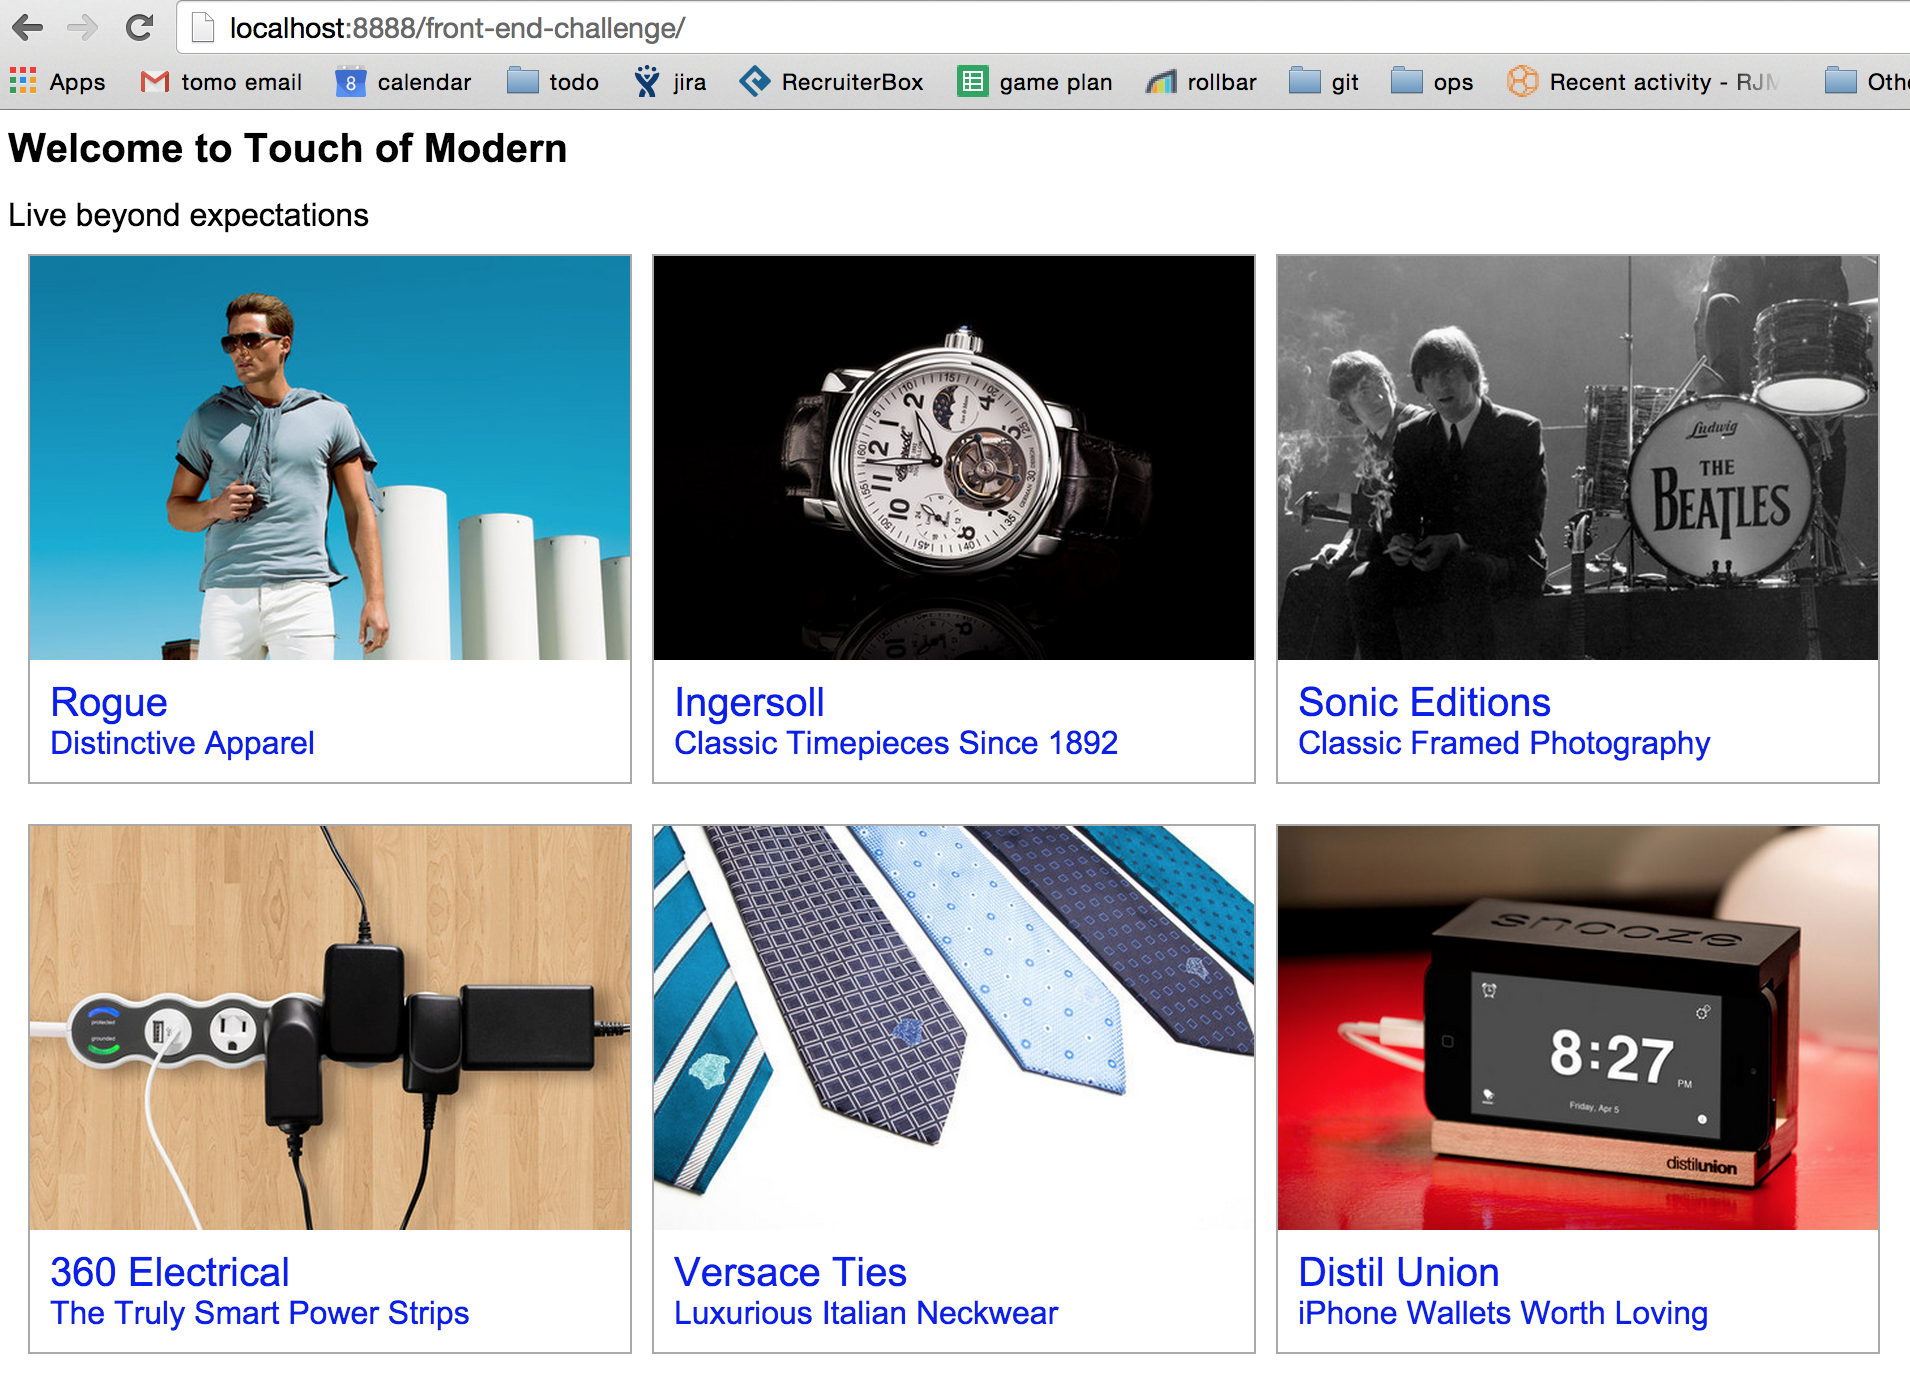 localhost:8888/front-end-challenge/
Apps
tomo email
8
calendar
todo
jira
RecruiterBox
game plan
rollbar
git
ops
Recent activity - RJM
Othe
Welcome to Touch of Modern
Live beyond expectations
Ludwig
THE
BEATLES
Rogue
Distinctive Apparel
Ingersoll
Classic Timepieces Since 1892
Sonic Editions
Classic Framed Photography
protected
grounded
snooze
8:27
PM
Friday, Apr 5
distilunion
360 Electrical
The Truly Smart Power Strips
Versace Ties
Luxurious Italian Neckwear
Distil Union
iPhone Wallets Worth Loving